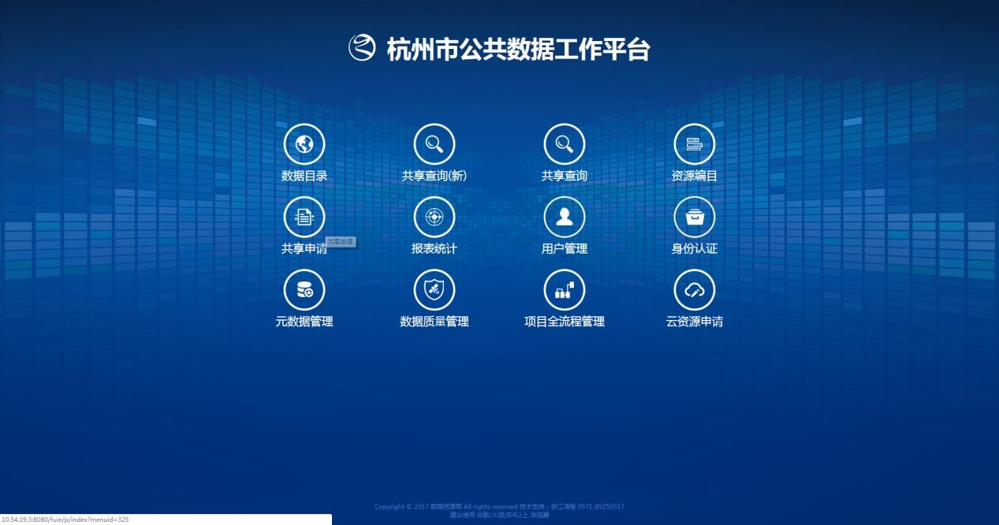 杭州市公共数据工作平台
数据目录
共享查询(新)
共享查询
资源编目
共享申请
共享申请
报表统计
用户管理
身份认证
元数据管理
数据质量管理
项目全流程管理
云资源申请
Copyright © 2017 数据资源局 All rights reserved 技术支持：浙江鸿程 0571-85250517
建议使用 谷歌/火狐/IE9以上 浏览器
10.54.19.3:8080/fuie/p/index?menuid=325